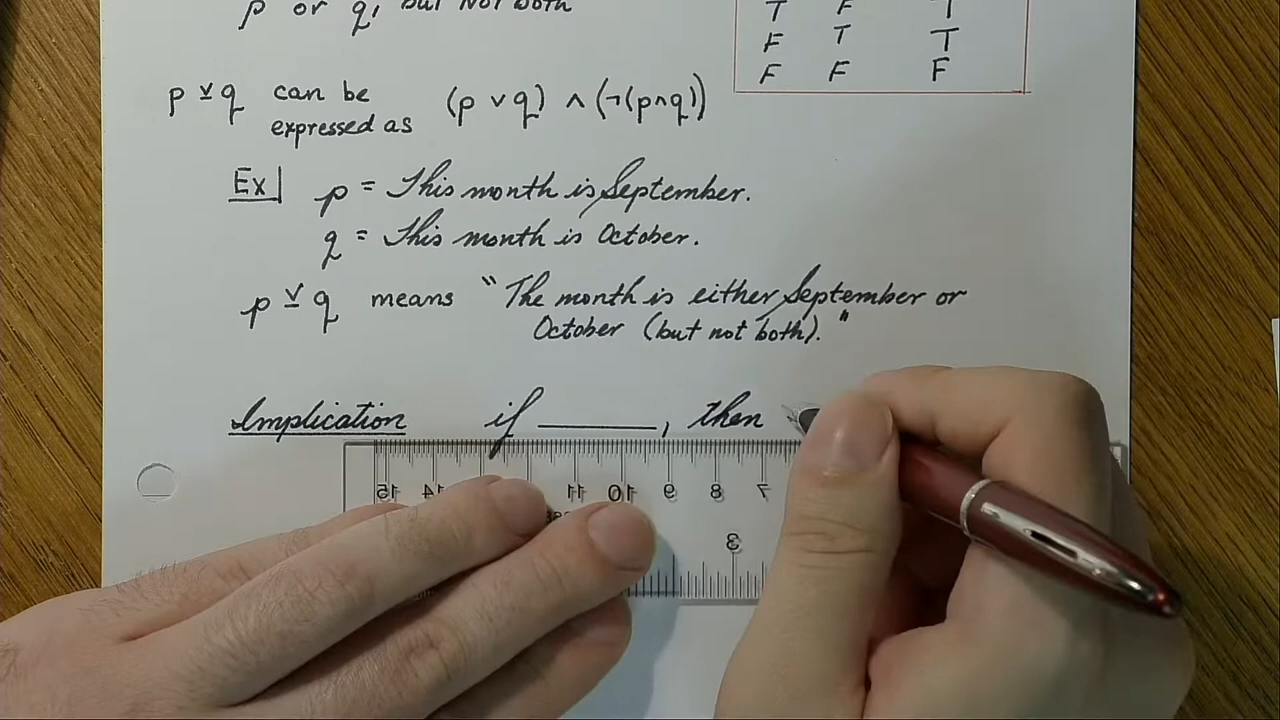 p or q, but not both
T F T
F T T
F F F
p ⊻ q can be
expressed as (p ∨ q) ∧ (¬(p∧q))
Ex p = This month is September.
q = This month is October.
p ⊻ q means "The month is either September or
October (but not both)."
Implication if ______, then
15 14 11 10 9 8 7
3